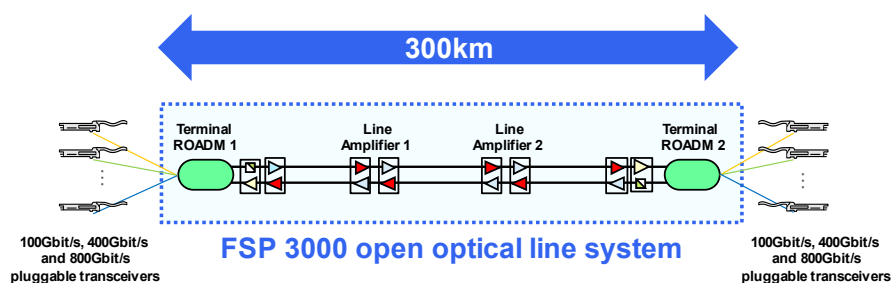 300km
Terminal
ROADM 1
Line
Amplifier 1
Line
Amplifier 2
Terminal
ROADM 2
100Gbit/s, 400Gbit/s
and 800Gbit/s
pluggable transceivers
FSP 3000 open optical line system
100Gbit/s, 400Gbit/s
and 800Gbit/s
pluggable transceivers